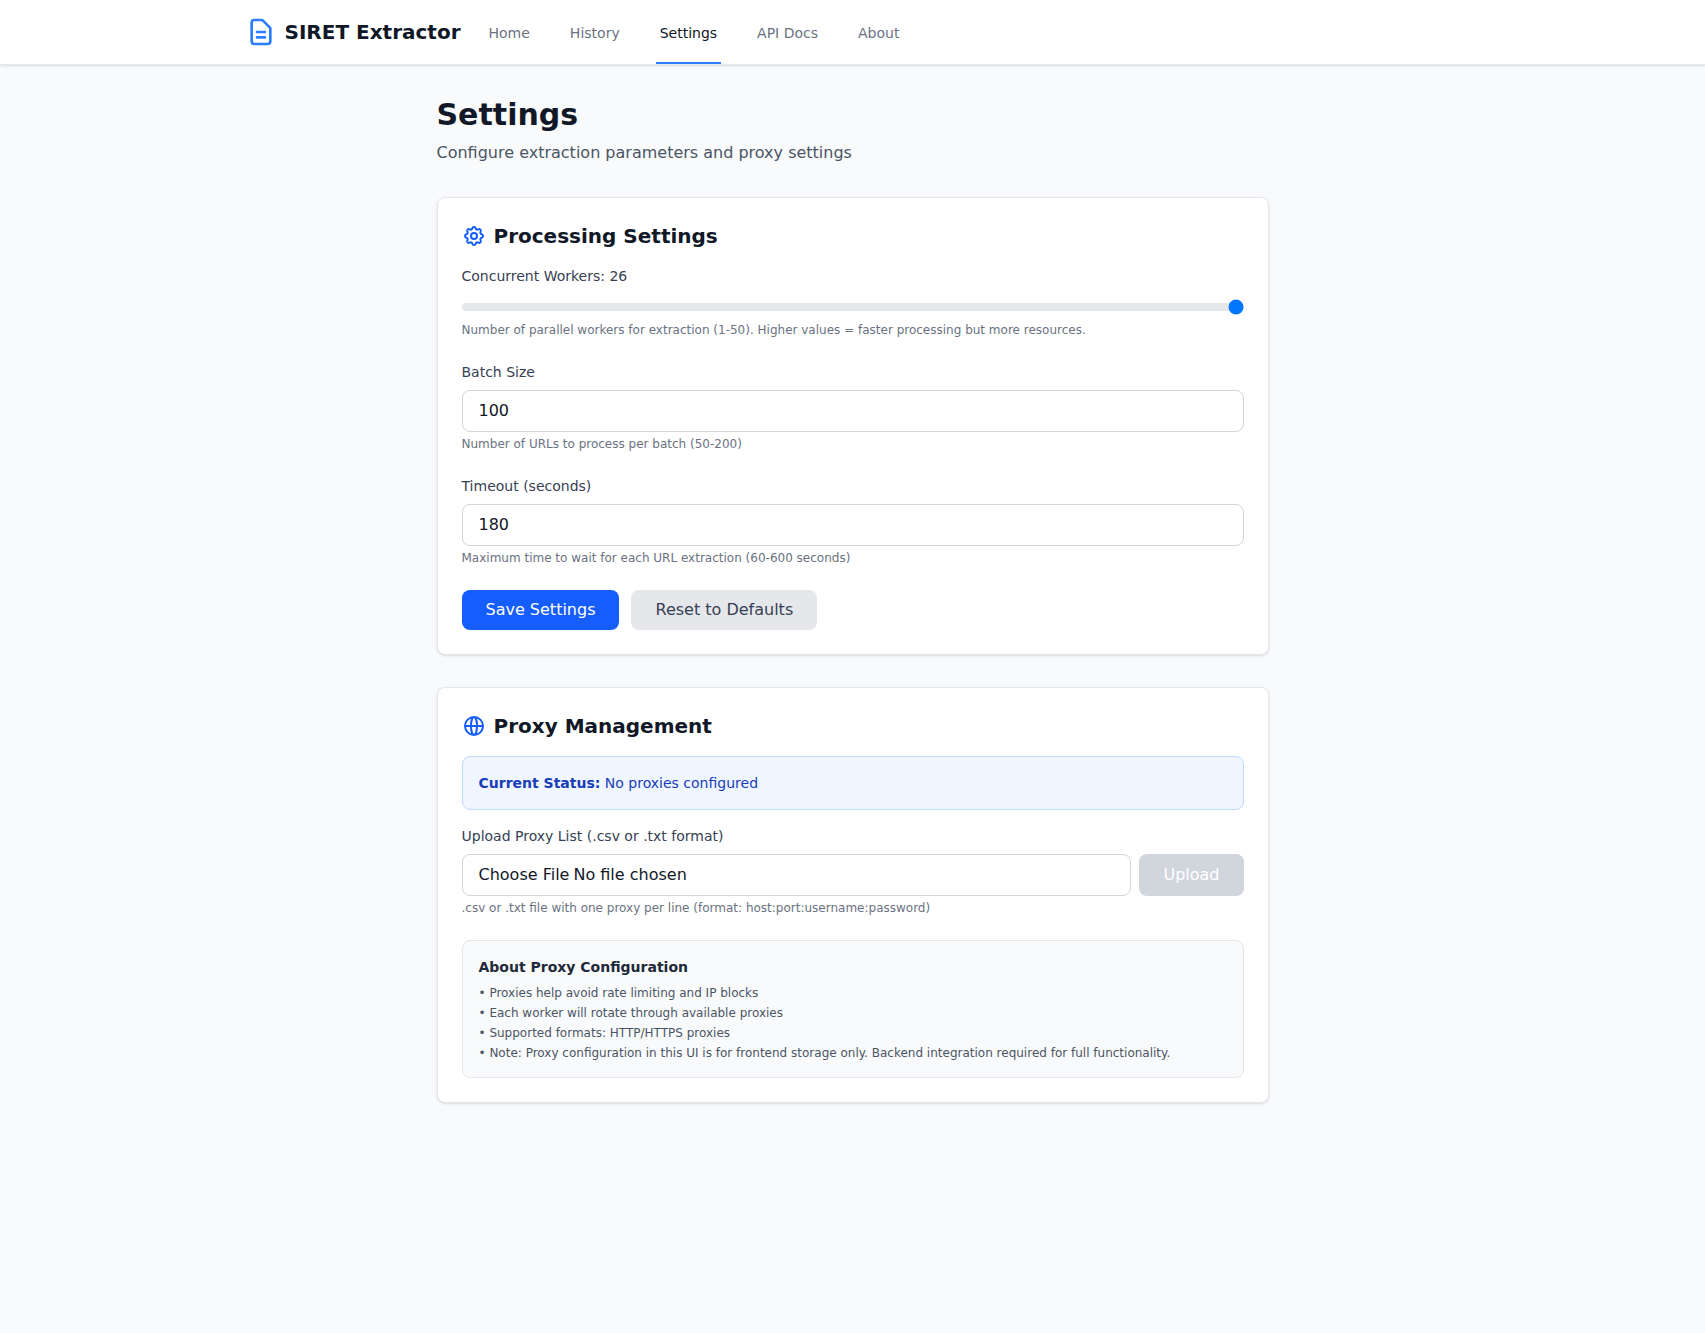 SIRET Extractor
Home
History
Settings
API Docs
About
Settings
Configure extraction parameters and proxy settings
Processing Settings
Concurrent Workers: 26
Number of parallel workers for extraction (1-50). Higher values = faster processing but more resources.
Batch Size
100
Number of URLs to process per batch (50-200)
Timeout (seconds)
180
Maximum time to wait for each URL extraction (60-600 seconds)
Save Settings
Reset to Defaults
Proxy Management
Current Status: No proxies configured
Upload Proxy List (.csv or .txt format)
Choose File No file chosen
Upload
.csv or .txt file with one proxy per line (format: host:port:username:password)
About Proxy Configuration
• Proxies help avoid rate limiting and IP blocks
• Each worker will rotate through available proxies
• Supported formats: HTTP/HTTPS proxies
• Note: Proxy configuration in this UI is for frontend storage only. Backend integration required for full functionality.